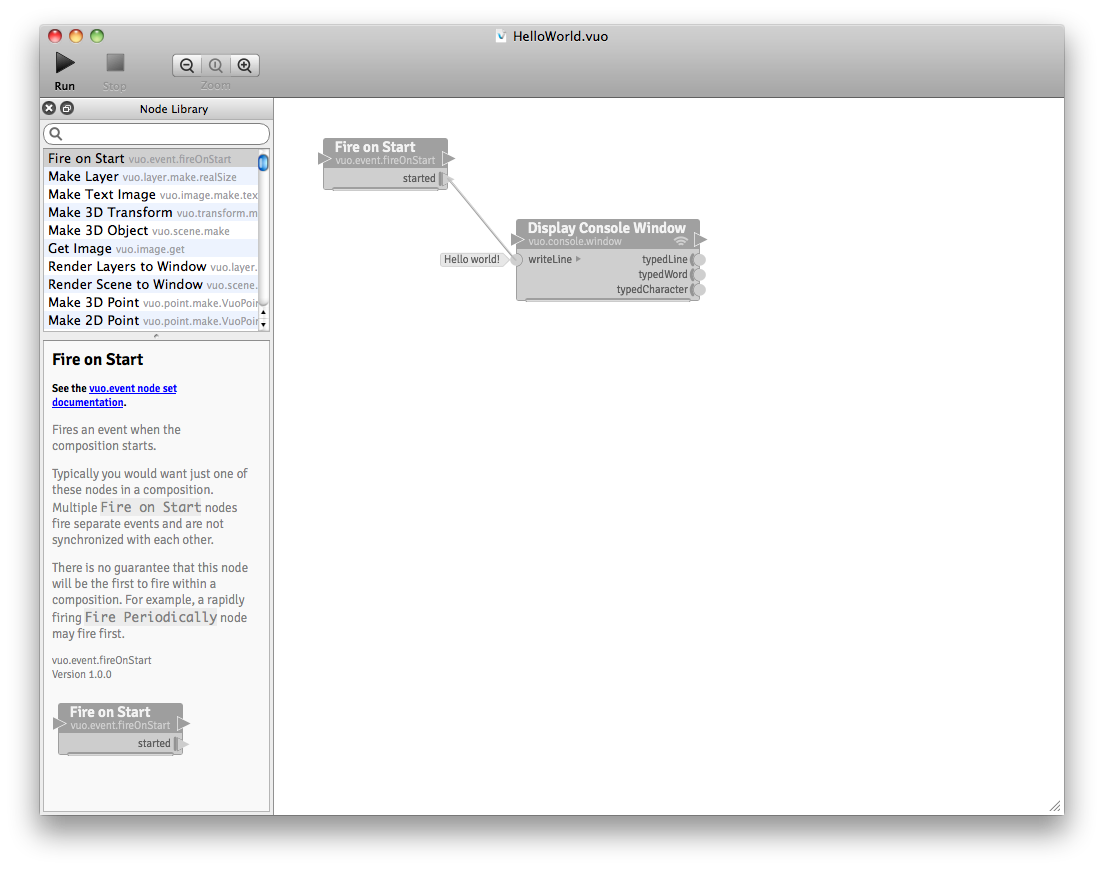 HelloWorld.vuo
Run
Stop
Zoom
Node Library
Fire on Start vuo.event.fireOnStart
Make Layer vuo.layer.make.realSize
Make Text Image vuo.image.make.tex
Make 3D Transform vuo.transform.m
Make 3D Object vuo.scene.make
Get Image vuo.image.get
Render Layers to Window vuo.layer.
Render Scene to Window vuo.scene.
Make 3D Point vuo.point.make.VuoPoin
Make 2D Point vuo.point.make.VuoPoin
Fire on Start
See the vuo.event node set
documentation.
Fires an event when the
composition starts.
Typically you would want just one of
these nodes in a composition.
Multiple Fire on Start nodes
fire separate events and are not
synchronized with each other.
There is no guarantee that this node
will be the first to fire within a
composition. For example, a rapidly
firing Fire Periodically node
may fire first.
vuo.event.fireOnStart
Version 1.0.0
Fire on Start
vuo.event.fireOnStart
started
Fire on Start
vuo.event.fireOnStart
started
Display Console Window
vuo.console.window
Hello world!
writeLine
typedLine
typedWord
typedCharacter